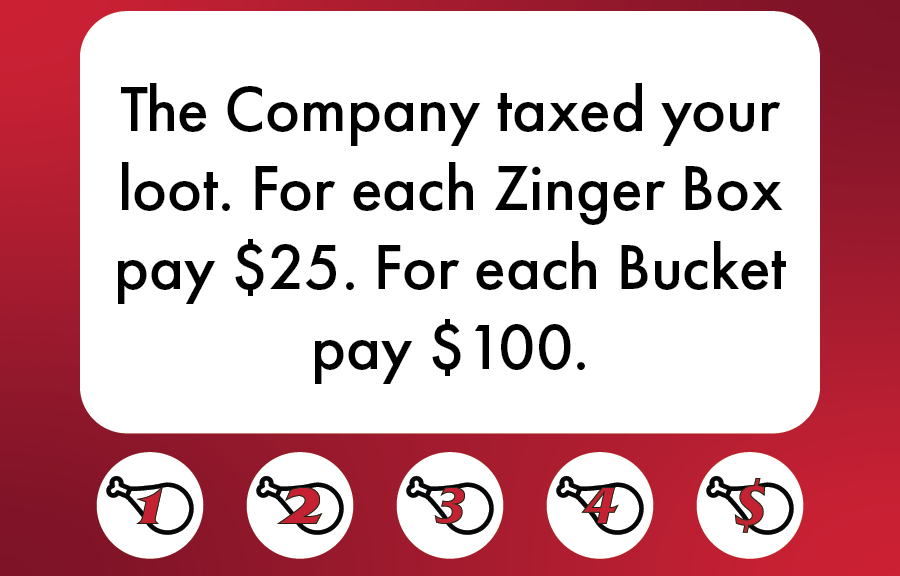 The Company taxed your
loot. For each Zinger Box
pay $25. For each Bucket
pay $100.
1 2 3 4 $